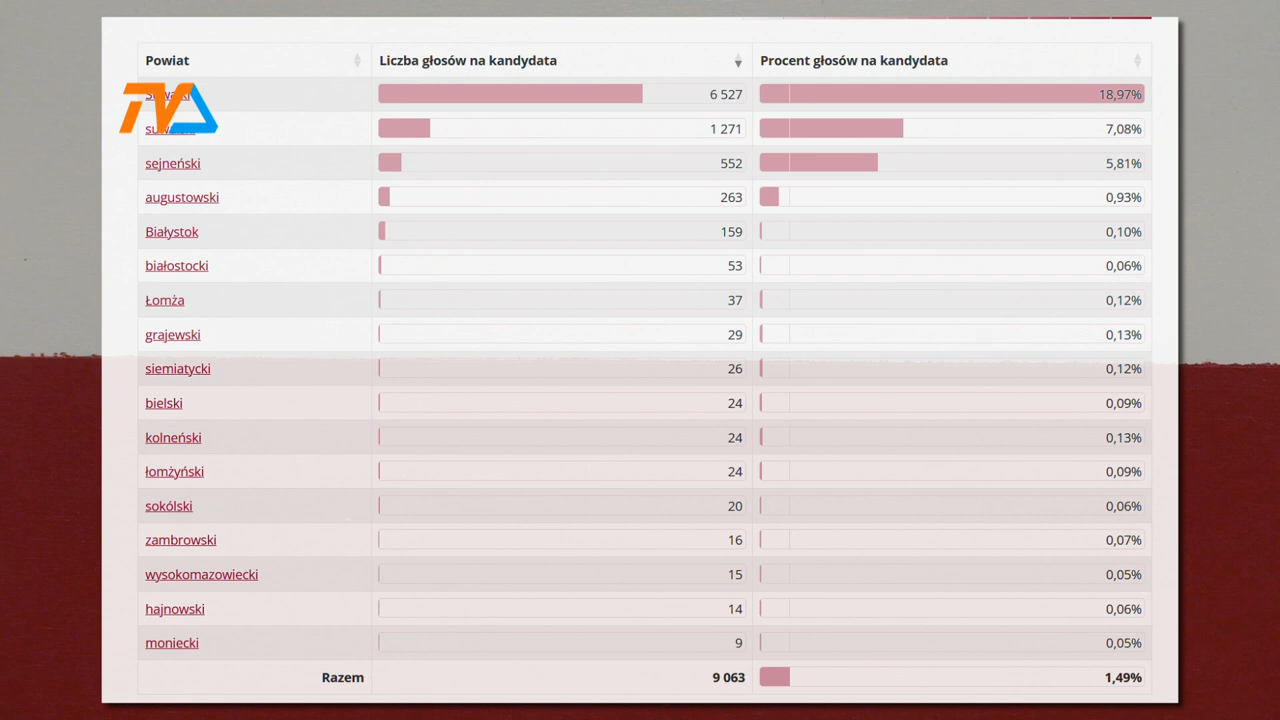 Powiat Liczba głosów na kandydata Procent głosów na kandydata
6 527 18,97%
1 271 7,08%
sejneński 552 5,81%
augustowski 263 0,93%
Białystok 159 0,10%
białostocki 53 0,06%
Łomża 37 0,12%
grajewski 29 0,13%
siemiatycki 26 0,12%
bielski 24 0,09%
kolneński 24 0,13%
łomżyński 24 0,09%
sokólski 20 0,06%
zambrowski 16 0,07%
wysokomazowiecki 15 0,05%
hajnowski 14 0,06%
moniecki 9 0,05%
Razem 9 063 1,49%